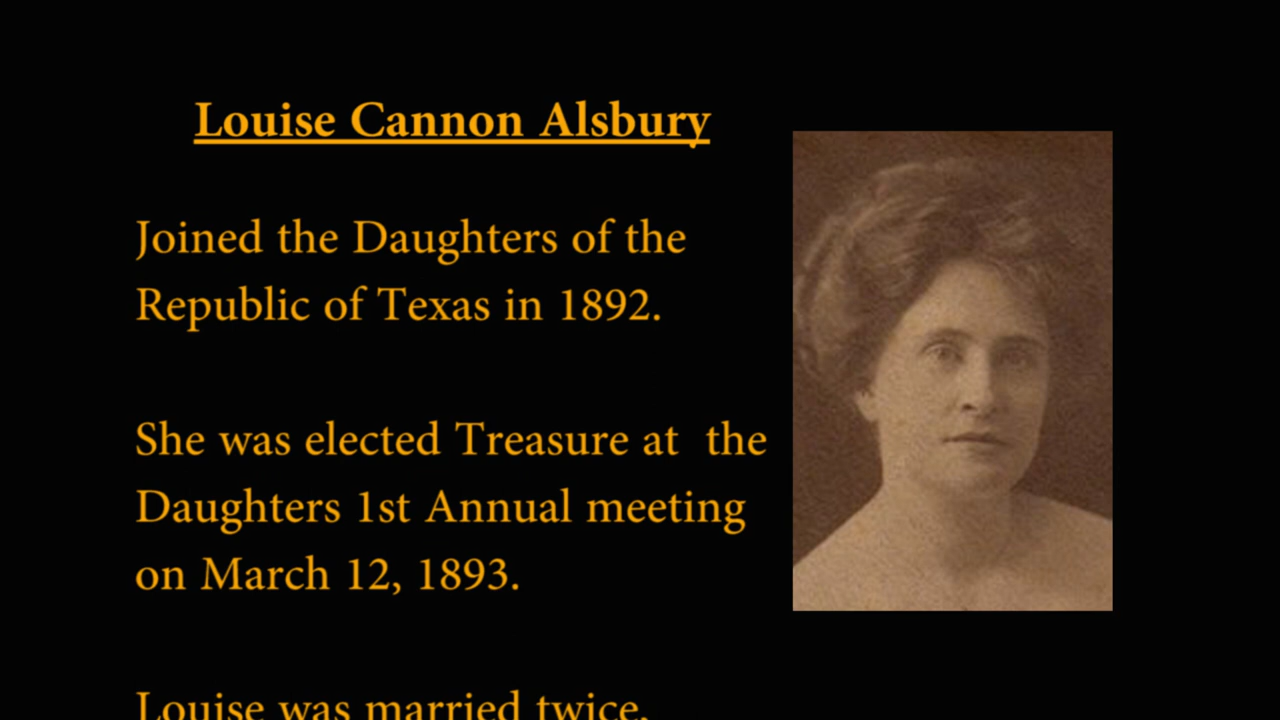 Louise Cannon Alsbury
Joined the Daughters of the
Republic of Texas in 1892.
She was elected Treasure at  the
Daughters 1st Annual meeting
on March 12, 1893.
Louise was married twice.